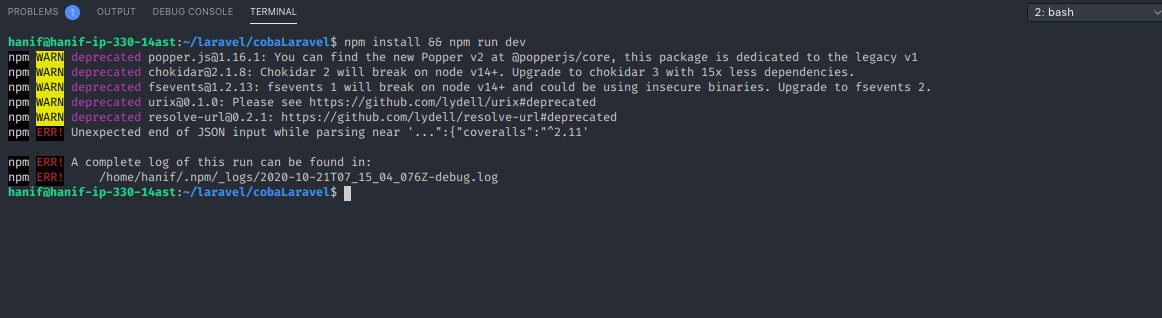 PROBLEMS 1 OUTPUT DEBUG CONSOLE TERMINAL 2: bash
hanif@hanif-ip-330-14ast:~/laravel/cobaLaravel$ npm install && npm run dev
npm WARN deprecated popper.js@1.16.1: You can find the new Popper v2 at @popperjs/core, this package is dedicated to the legacy v1
npm WARN deprecated chokidar@2.1.8: Chokidar 2 will break on node v14+. Upgrade to chokidar 3 with 15x less dependencies.
npm WARN deprecated fsevents@1.2.13: fsevents 1 will break on node v14+ and could be using insecure binaries. Upgrade to fsevents 2.
npm WARN deprecated urix@0.1.0: Please see https://github.com/lydell/urix#deprecated
npm WARN deprecated resolve-url@0.2.1: https://github.com/lydell/resolve-url#deprecated
npm ERR! Unexpected end of JSON input while parsing near '...":{"coveralls":"^2.11'
npm ERR! A complete log of this run can be found in:
npm ERR!     /home/hanif/.npm/_logs/2020-10-21T07_15_04_076Z-debug.log
hanif@hanif-ip-330-14ast:~/laravel/cobaLaravel$